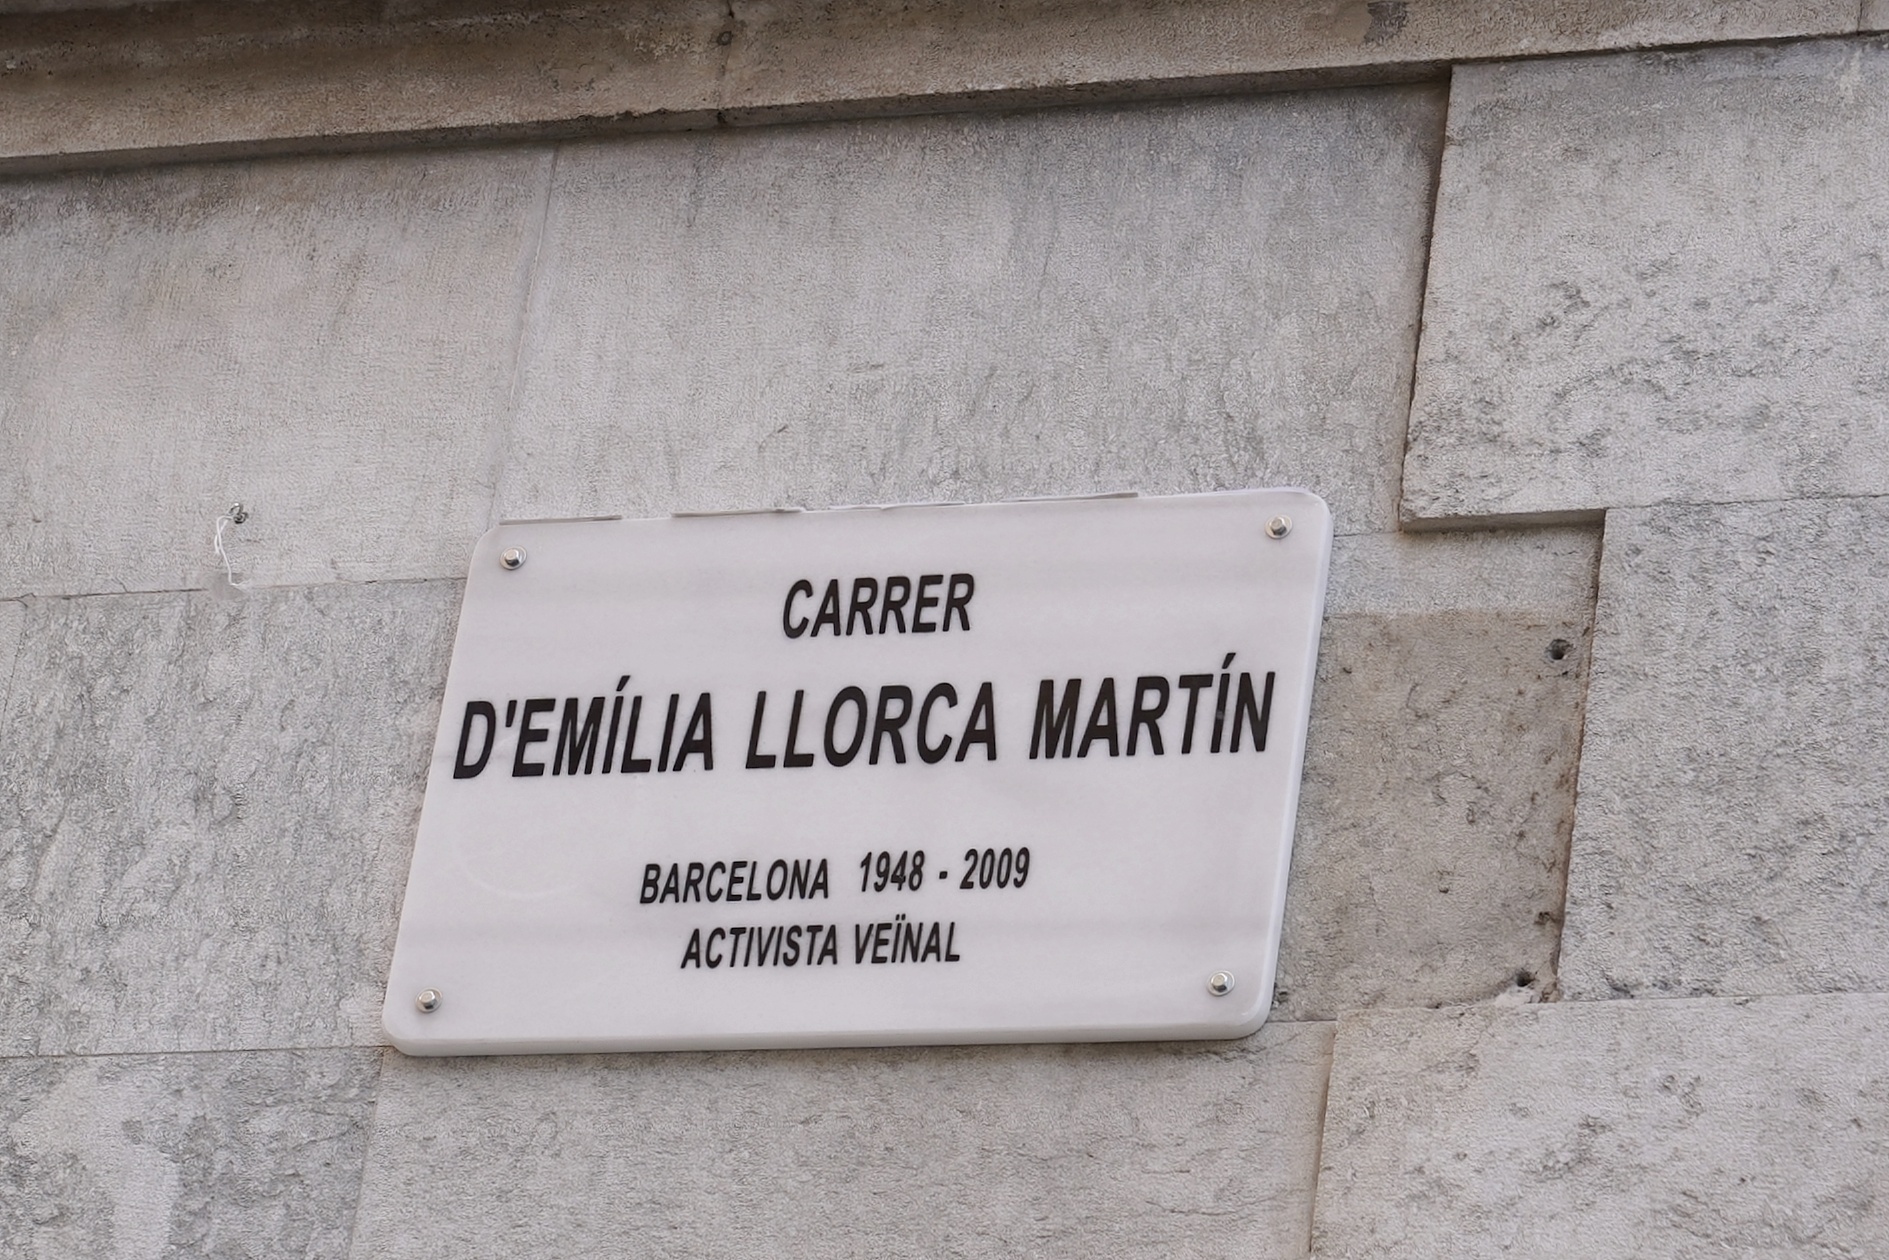 CARRER
D'EMÍLIA LLORCA MARTÍN
BARCELONA 1948 - 2009
ACTIVISTA VEÏNAL